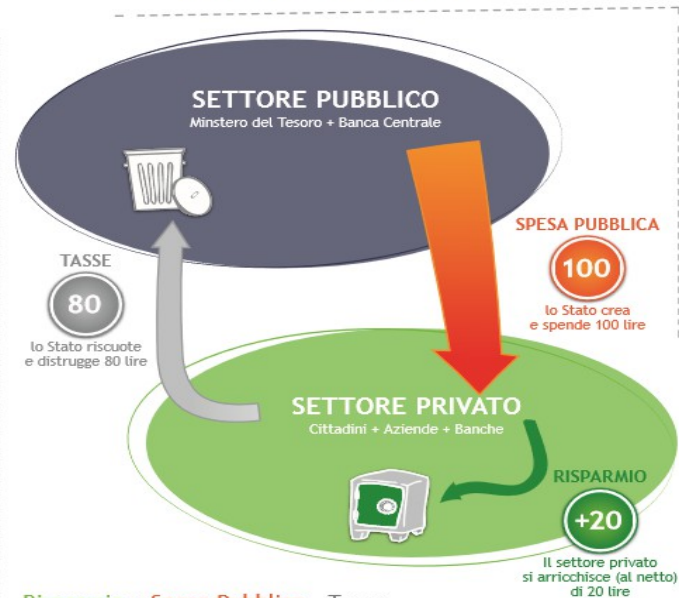 SETTORE PUBBLICO
Minstero del Tesoro + Banca Centrale
SPESA PUBBLICA
100
lo Stato crea
e spende 100 lire
TASSE
80
lo Stato riscuote
e distrugge 80 lire
SETTORE PRIVATO
Cittadini + Aziende + Banche
RISPARMIO
+20
Il settore privato
si arricchisce (al netto)
di 20 lire